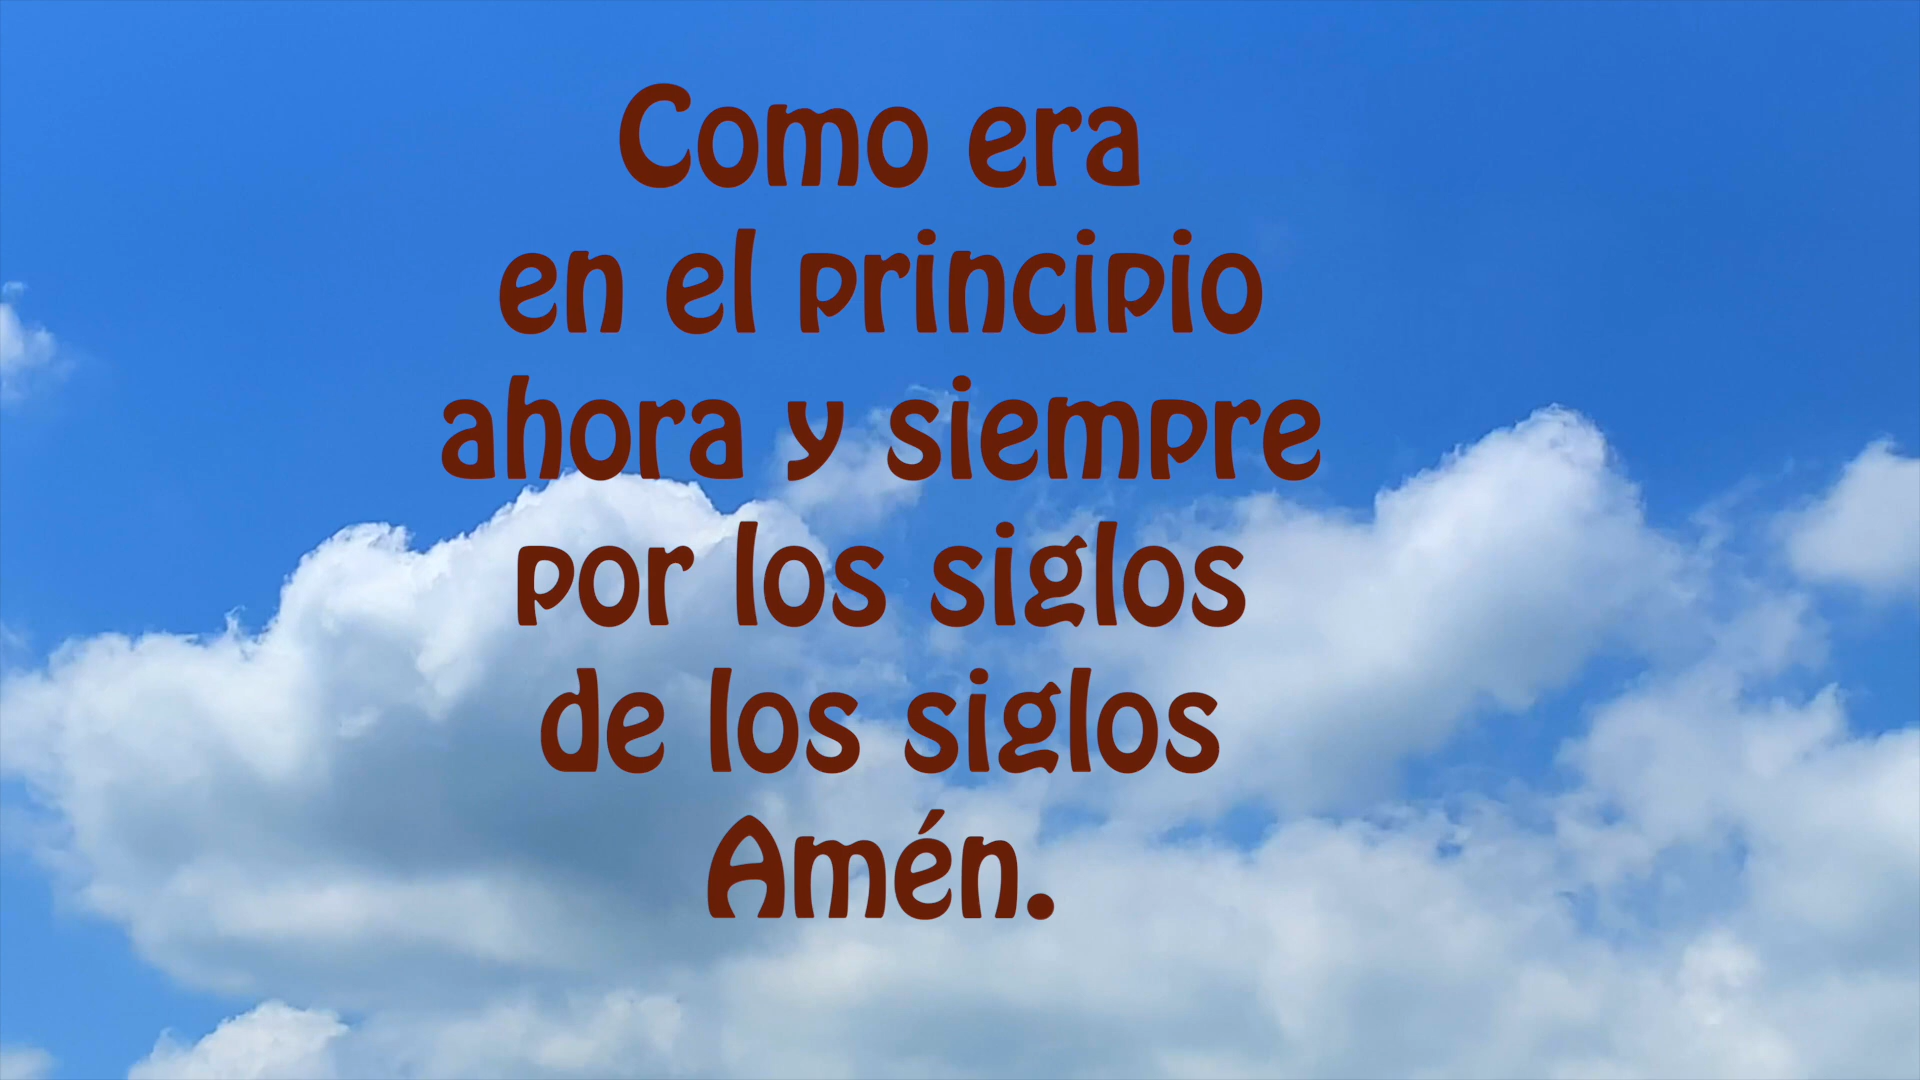 Como era
en el principio
ahora y siempre
por los siglos
de los siglos
Amén.